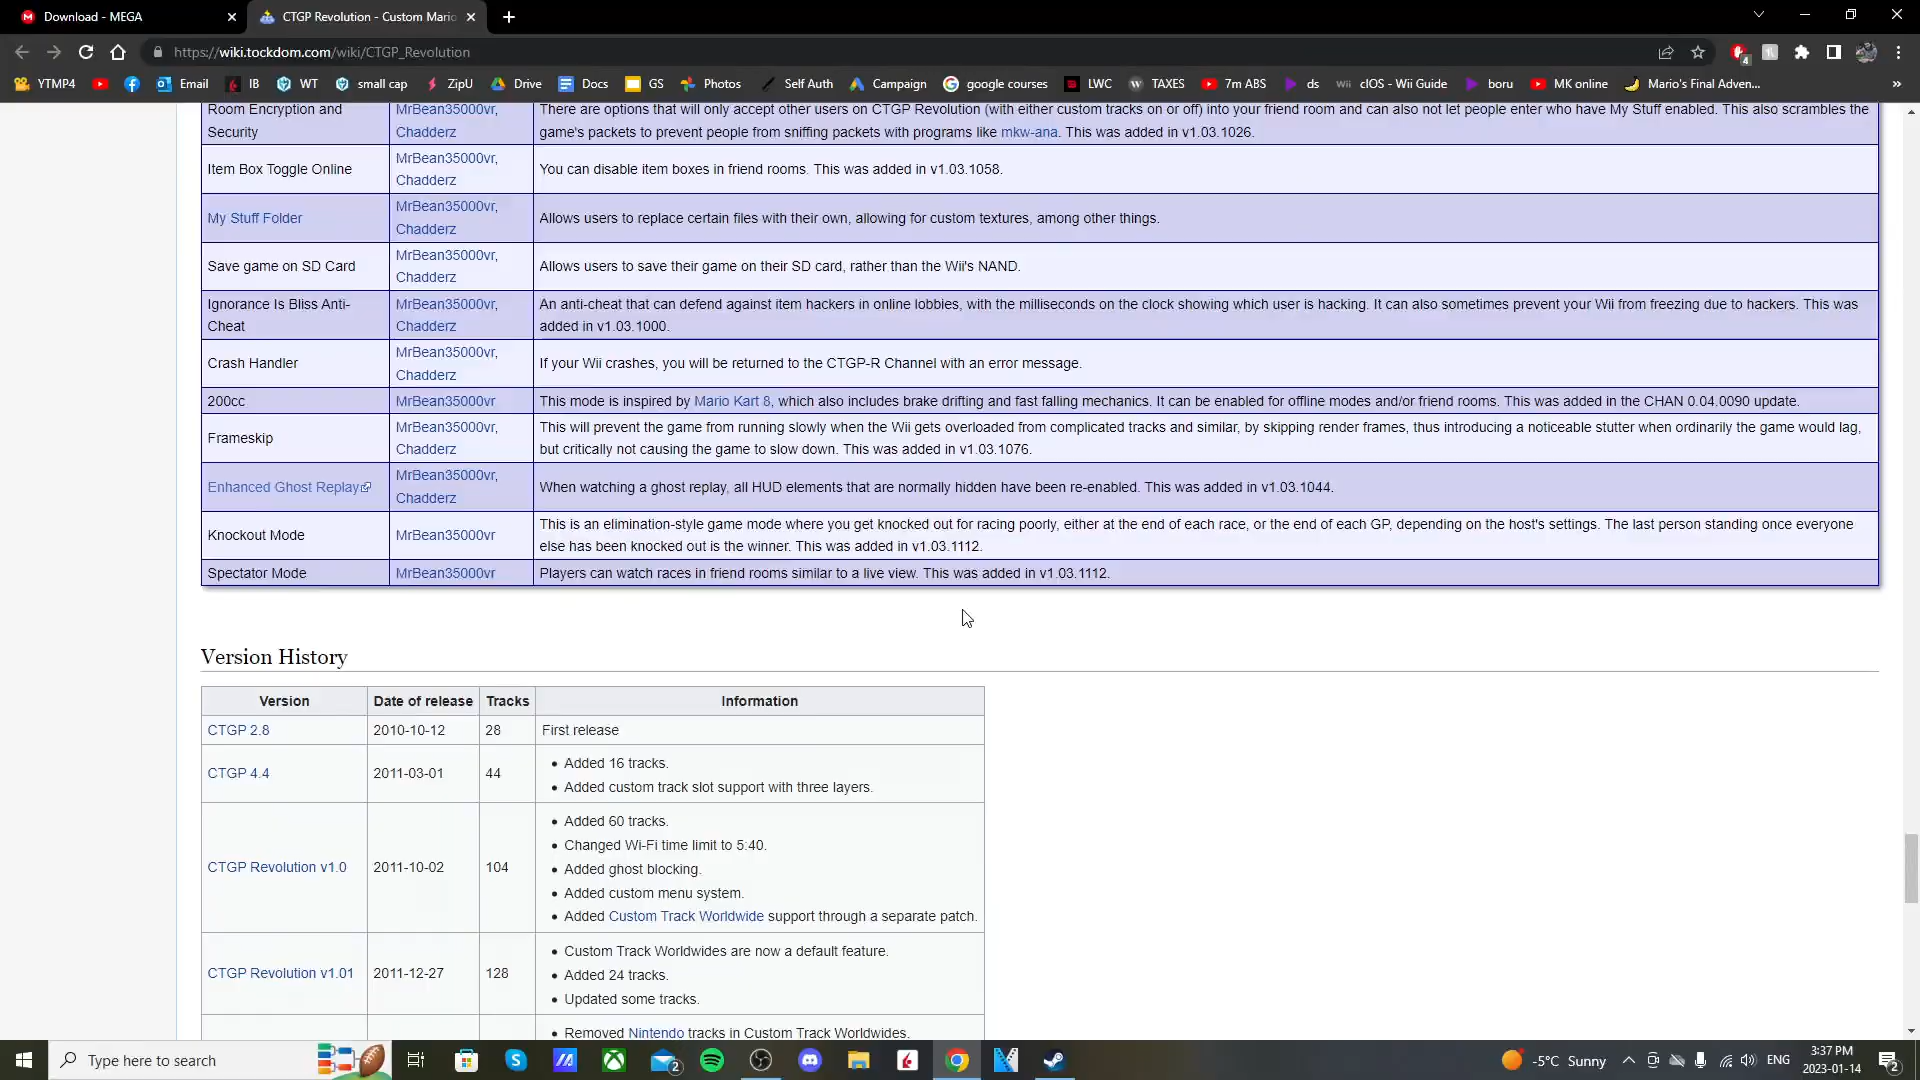 Download - MEGA
CTGP Revolution - Custom Mario
https://wiki.tockdom.com/wiki/CTGP_Revolution
4
YTMP4
Email
IB
WT
small cap
ZipU
Drive
Docs
GS
Photos
Self Auth
Campaign
google courses
LWC
TAXES
7m ABS
ds
cIOS - Wii Guide
boru
MK online
Mario's Final Adven...
»
Room Encryption and
Security
MrBean35000vr,
Chadderz
There are options that will only accept other users on CTGP Revolution (with either custom tracks on or off) into your friend room and can also not let people enter who have My Stuff enabled. This also scrambles the
game's packets to prevent people from sniffing packets with programs like mkw-ana. This was added in v1.03.1026.
Item Box Toggle Online
MrBean35000vr,
Chadderz
You can disable item boxes in friend rooms. This was added in v1.03.1058.
My Stuff Folder
MrBean35000vr,
Chadderz
Allows users to replace certain files with their own, allowing for custom textures, among other things.
Save game on SD Card
MrBean35000vr,
Chadderz
Allows users to save their game on their SD card, rather than the Wii's NAND.
Ignorance Is Bliss Anti-
Cheat
MrBean35000vr,
Chadderz
An anti-cheat that can defend against item hackers in online lobbies, with the milliseconds on the clock showing which user is hacking. It can also sometimes prevent your Wii from freezing due to hackers. This was
added in v1.03.1000.
Crash Handler
MrBean35000vr,
Chadderz
If your Wii crashes, you will be returned to the CTGP-R Channel with an error message.
200cc
MrBean35000vr
This mode is inspired by Mario Kart 8, which also includes brake drifting and fast falling mechanics. It can be enabled for offline modes and/or friend rooms. This was added in the CHAN 0.04.0090 update.
Frameskip
MrBean35000vr,
Chadderz
This will prevent the game from running slowly when the Wii gets overloaded from complicated tracks and similar, by skipping render frames, thus introducing a noticeable stutter when ordinarily the game would lag,
but critically not causing the game to slow down. This was added in v1.03.1076.
Enhanced Ghost Replay
MrBean35000vr,
Chadderz
When watching a ghost replay, all HUD elements that are normally hidden have been re-enabled. This was added in v1.03.1044.
Knockout Mode
MrBean35000vr
This is an elimination-style game mode where you get knocked out for racing poorly, either at the end of each race, or the end of each GP, depending on the host's settings. The last person standing once everyone
else has been knocked out is the winner. This was added in v1.03.1112.
Spectator Mode
MrBean35000vr
Players can watch races in friend rooms similar to a live view. This was added in v1.03.1112.
Version History
Version
Date of release
Tracks
Information
CTGP 2.8
2010-10-12
28
First release
CTGP 4.4
2011-03-01
44
• Added 16 tracks.
• Added custom track slot support with three layers.
CTGP Revolution v1.0
2011-10-02
104
• Added 60 tracks.
• Changed Wi-Fi time limit to 5:40.
• Added ghost blocking.
• Added custom menu system.
• Added Custom Track Worldwide support through a separate patch.
CTGP Revolution v1.01
2011-12-27
128
• Custom Track Worldwides are now a default feature.
• Added 24 tracks.
• Updated some tracks.
• Removed Nintendo tracks in Custom Track Worldwides.
Type here to search
2
-5°C Sunny
ENG
3:37 PM
2023-01-14
2